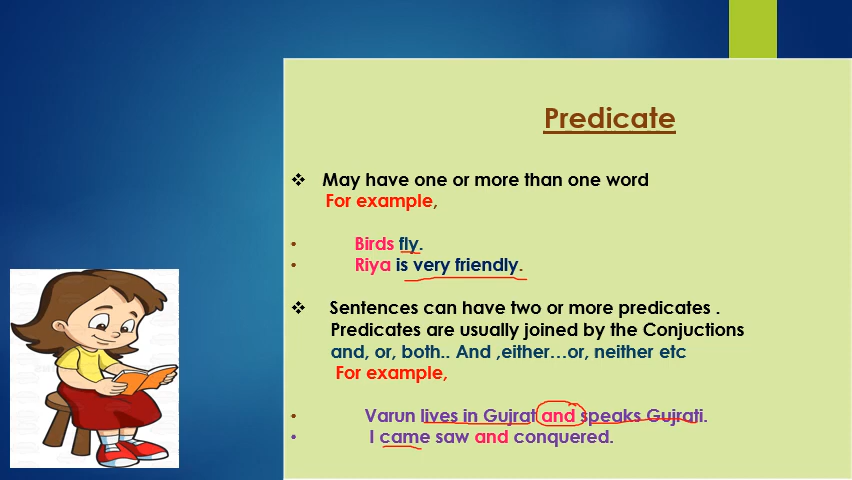 Predicate
❖ May have one or more than one word
For example,
• Birds fly.
• Riya is very friendly.
❖ Sentences can have two or more predicates .
Predicates are usually joined by the Conjuctions
and, or, both.. And ,either…or, neither etc
For example,
• Varun lives in Gujrat and speaks Gujrati.
• I came saw and conquered.